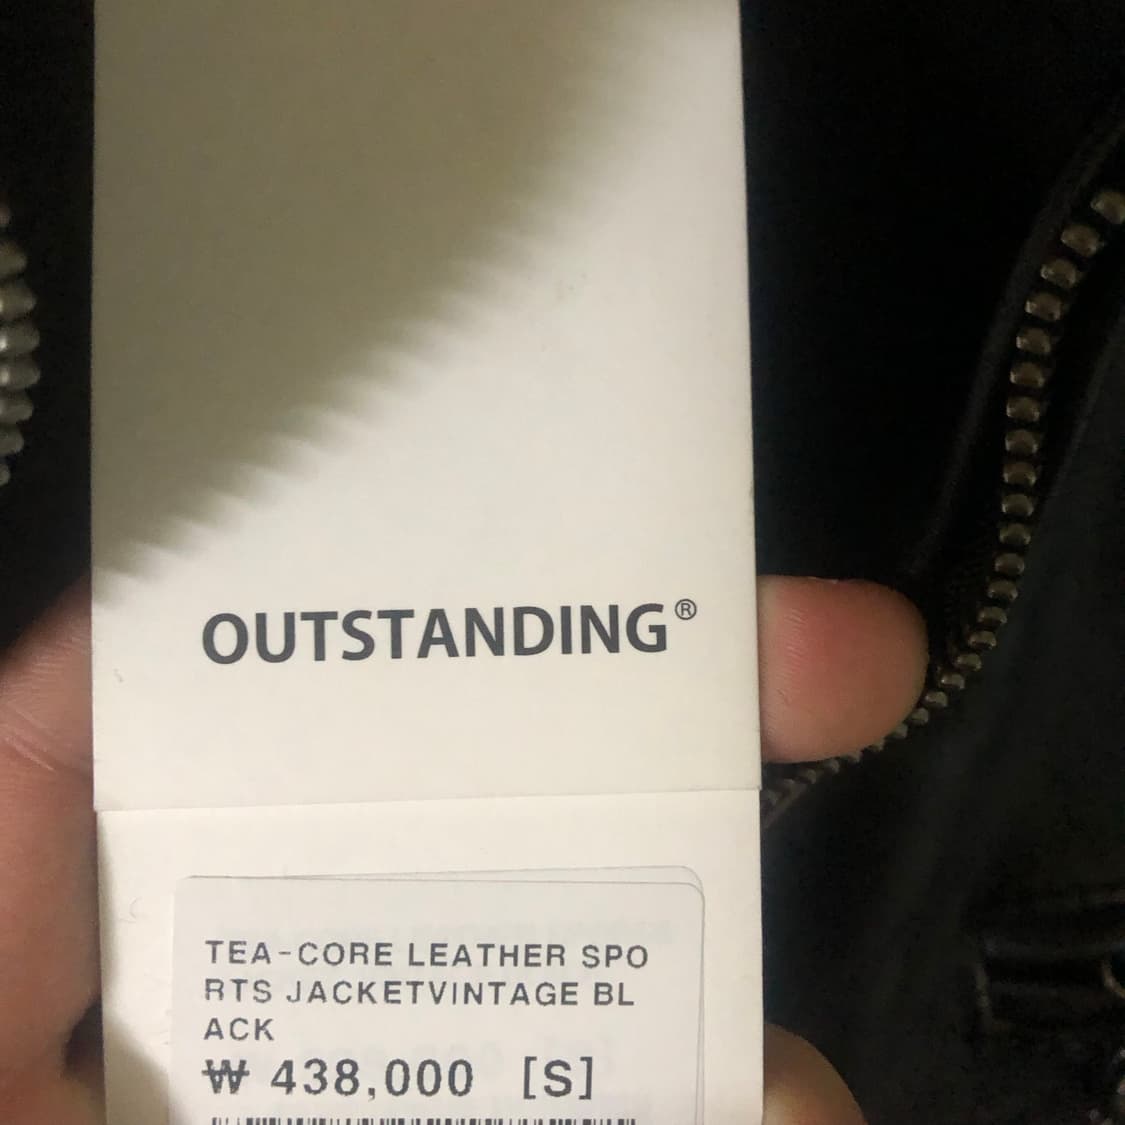 OUTSTANDING®
TEA-CORE LEATHER SPO
RTS JACKETVINTAGE BL
ACK
₩ 438,000 [S]